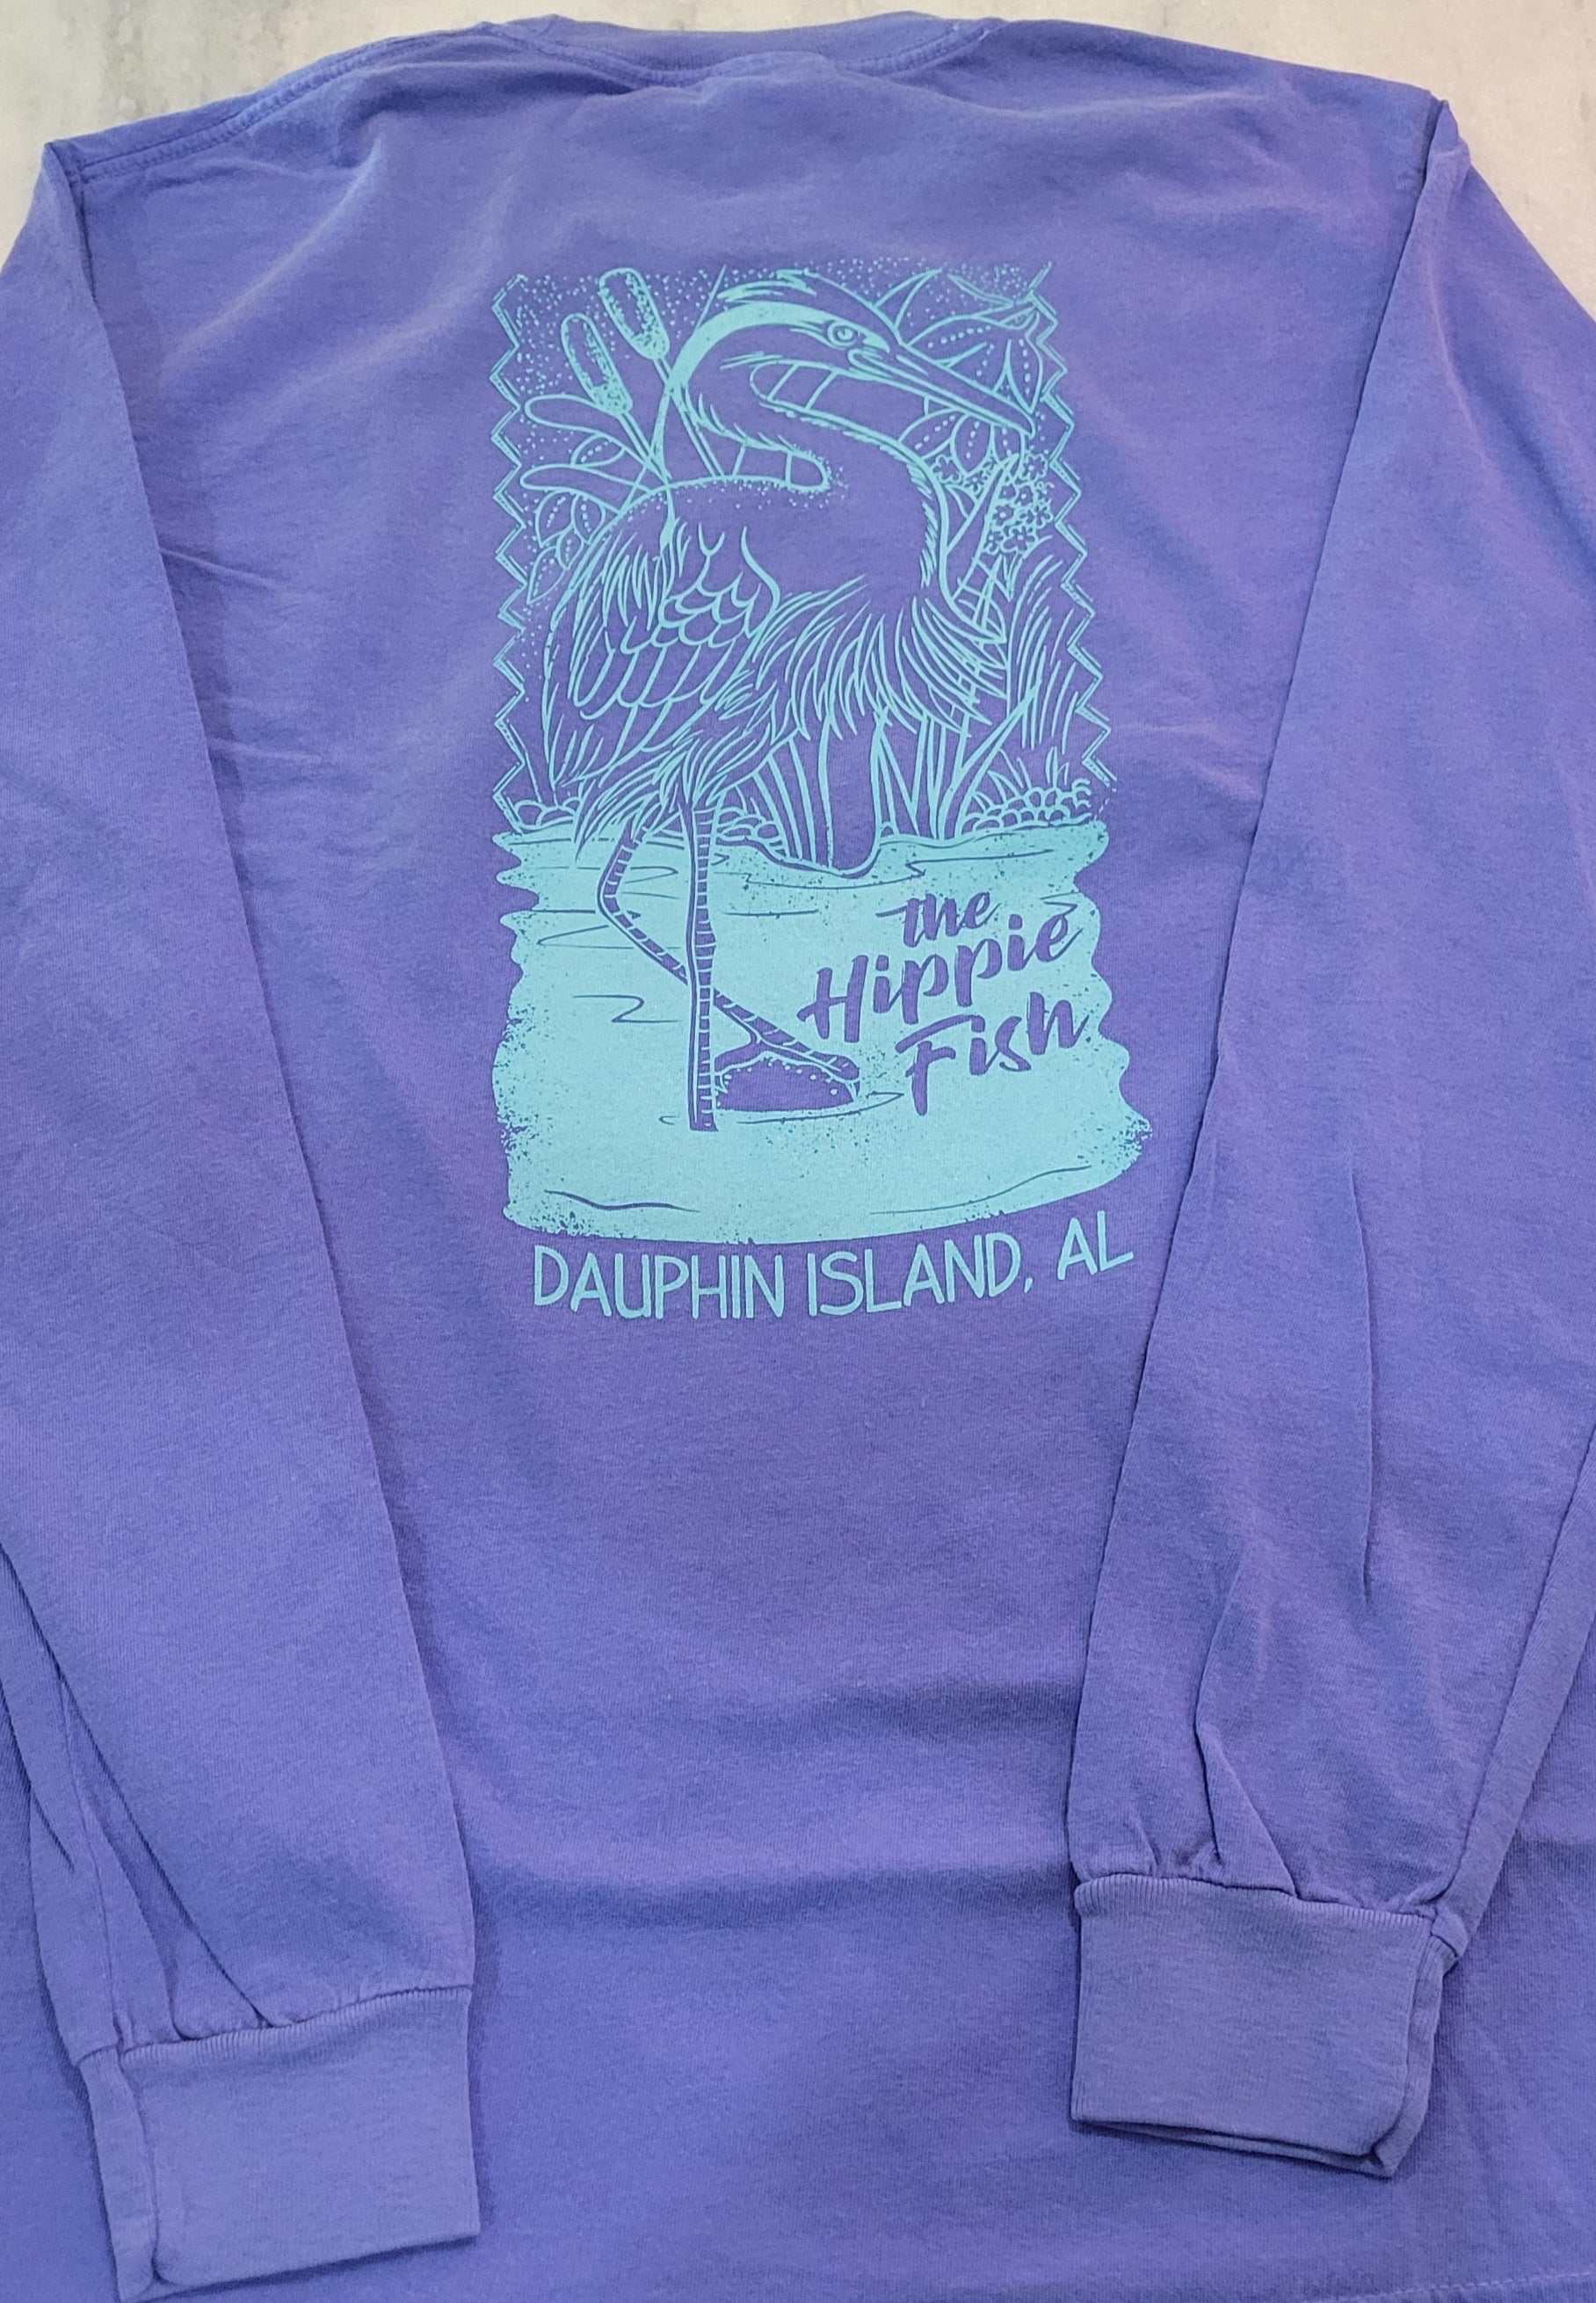 the
Hippie
Fish
DAUPHIN ISLAND, AL